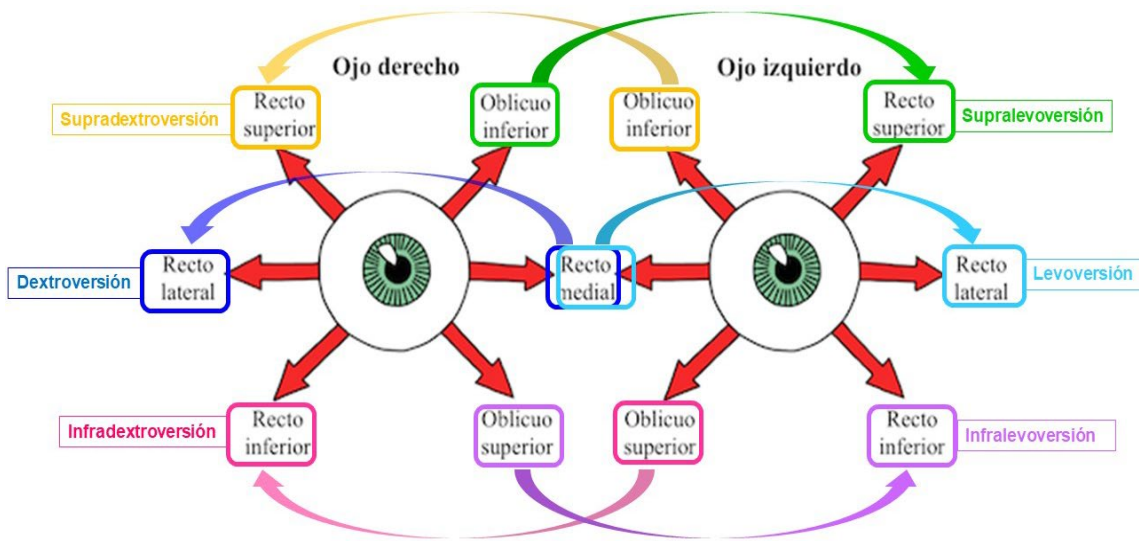 Ojo derecho
Ojo izquierdo
Supradextroversión
Recto
superior
Oblicuo
inferior
Oblicuo
inferior
Recto
superior
Supralevoversión
Dextroversión
Recto
lateral
Recto
medial
Recto
lateral
Levoversión
Infradextroversión
Recto
inferior
Oblicuo
superior
Oblicuo
superior
Recto
inferior
Infralevoversión